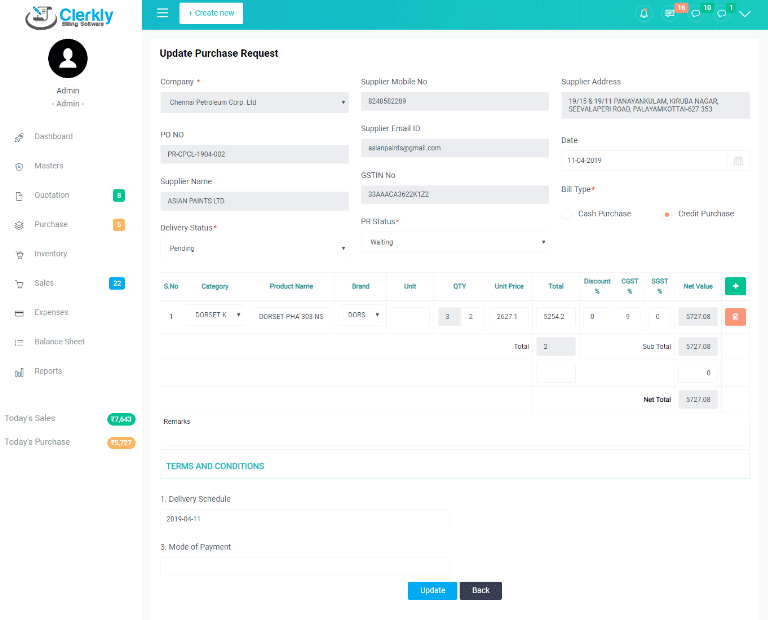 Clerkly
Billing Software
+ Create new
16
10
1
Admin
- Admin -
Dashboard
Masters
Quotation
8
Purchase
5
Inventory
Sales
22
Expenses
Balance Sheet
Reports
Today's Sales
₹7,643
Today's Purchase
₹5,727
Update Purchase Request
Company *
Chennai Petroleum Corp. Ltd
Supplier Mobile No
8248582289
Supplier Address
19/15 & 19/11 PANAYANKULAM, KIRUBA NAGAR,
SEEVALAPERI ROAD, PALAYAMKOTTAI-627 353
PO NO
PR-CPCL-1904-002
Supplier Email ID
asianpaints@gmail.com
Date
11-04-2019
Supplier Name
ASIAN PAINTS LTD.
GSTIN No
33AAACA3622K1Z2
Bill Type*
Cash Purchase
Credit Purchase
Delivery Status*
Pending
PR Status*
Waiting
S.No Category Product Name Brand Unit QTY Unit Price Total Discount % CGST % SGST % Net Value +
1 DORSET K DORSET PHA 303 NS DORS 3 2 2627.1 5254.2 0 9 0 5727.08
Total 2 Sub Total 5727.08
0
Net Total 5727.08
Remarks
TERMS AND CONDITIONS
1. Delivery Schedule
2019-04-11
3. Mode of Payment
Update
Back